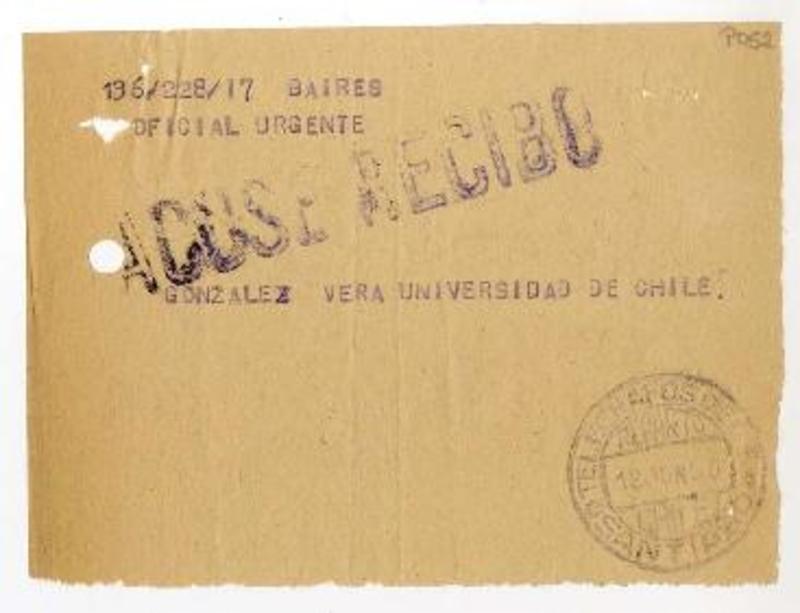 P052
136/228/17 BAIRES
OFICIAL URGENTE
ACUSE RECIBO
GONZALEZ VERA UNIVERSIDAD DE CHILE.
SANTIAGO